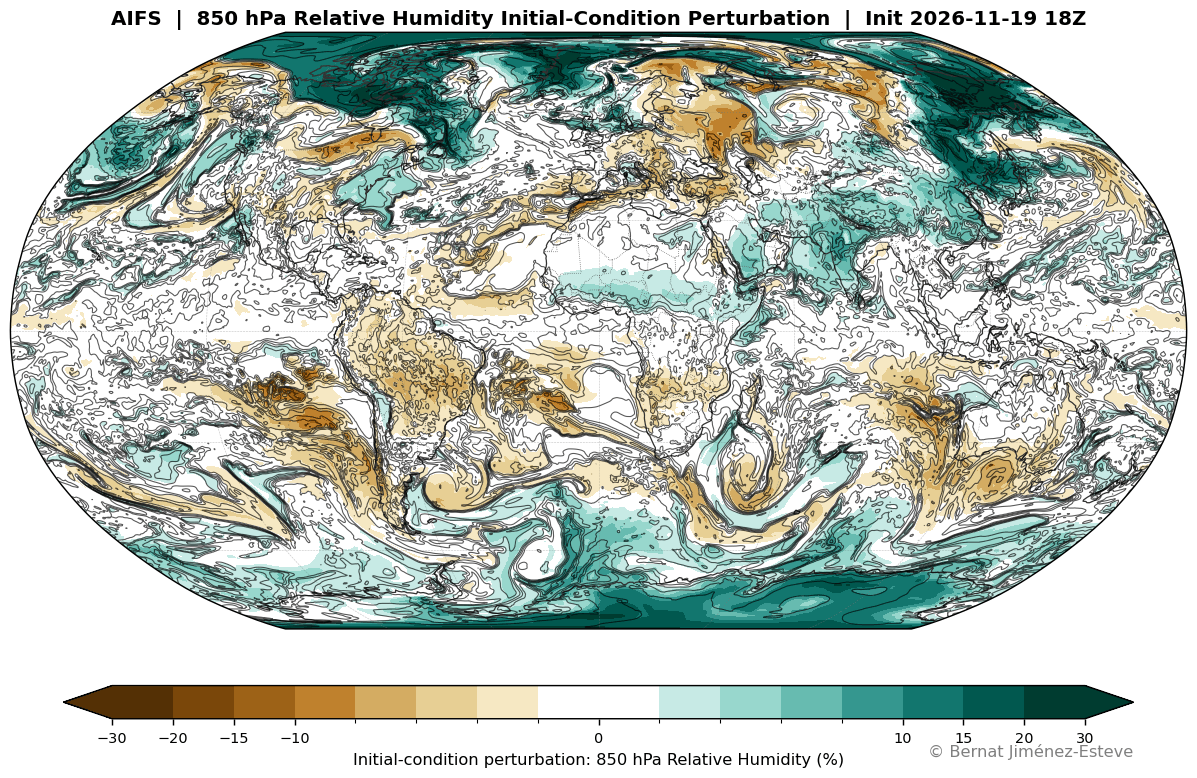 AIFS | 850 hPa Relative Humidity Initial-Condition Perturbation | Init 2026-11-19 18Z
−30 −20 −15 −10 0 10 15 20 30
Initial-condition perturbation: 850 hPa Relative Humidity (%)
© Bernat Jiménez-Esteve